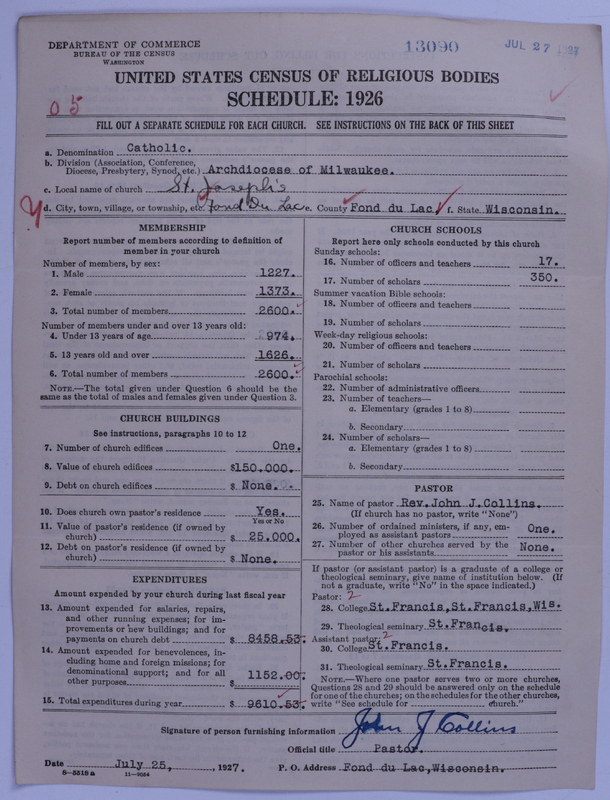 DEPARTMENT OF COMMERCE
BUREAU OF THE CENSUS
WASHINGTON
13090
JUL 27 1927
UNITED STATES CENSUS OF RELIGIOUS BODIES
SCHEDULE: 1926
05
FILL OUT A SEPARATE SCHEDULE FOR EACH CHURCH. SEE INSTRUCTIONS ON THE BACK OF THIS SHEET
a. Denomination Catholic.
b. Division (Association, Conference,
Diocese, Presbytery, Synod, etc.) Archdiocese of Milwaukee.
c. Local name of church St. Joseph's
d. City, town, village, or township, etc. Fond Du Lac e. County Fond du Lac f. State Wisconsin.
MEMBERSHIP
Report number of members according to definition of
member in your church
Number of members, by sex:
1. Male 1227.
2. Female 1373.
3. Total number of members 2600.
Number of members under and over 13 years old:
4. Under 13 years of age 974.
5. 13 years old and over 1626.
6. Total number of members 2600.
NOTE.—The total given under Question 6 should be the
same as the total of males and females given under Question 3.
CHURCH BUILDINGS
See instructions, paragraphs 10 to 12
7. Number of church edifices One.
8. Value of church edifices $150.000.
9. Debt on church edifices $ None.
10. Does church own pastor's residence Yes.
Yes or No
11. Value of pastor's residence (if owned by
church) $ 25.000.
12. Debt on pastor's residence (if owned by
church) $ None.
EXPENDITURES
Amount expended by your church during last fiscal year
13. Amount expended for salaries, repairs,
and other running expenses; for im-
provements or new buildings; and for
payments on church debt $ 8458.53.
14. Amount expended for benevolences, in-
cluding home and foreign missions; for
denominational support; and for all
other purposes $ 1152.00.
15. Total expenditures during year $ 9610.53.
CHURCH SCHOOLS
Report here only schools conducted by this church
Sunday schools:
16. Number of officers and teachers 17.
17. Number of scholars 350.
Summer vacation Bible schools:
18. Number of officers and teachers
19. Number of scholars
Week-day religious schools:
20. Number of officers and teachers
21. Number of scholars
Parochial schools:
22. Number of administrative officers
23. Number of teachers—
a. Elementary (grades 1 to 8)
b. Secondary
24. Number of scholars—
a. Elementary (grades 1 to 8)
b. Secondary
PASTOR
25. Name of pastor Rev. John J. Collins.
(If church has no pastor, write "None")
26. Number of ordained ministers, if any, em-
ployed as assistant pastors One.
27. Number of other churches served by the
pastor or his assistants None.
If pastor (or assistant pastor) is a graduate of a college or
theological seminary, give name of institution below. (If
not a graduate, write "No" in the space indicated.)
Pastor: 2
28. College St.Francis,St.Francis,Wis.
29. Theological seminary St.Francis.
Assistant pastor: 2
30. College St.Francis.
31. Theological seminary St.Francis.
NOTE.—Where one pastor serves two or more churches,
Questions 28 and 29 should be answered only on the schedule
for one of the churches; on the schedules for the other churches,
write "See schedule for church."
Signature of person furnishing information John J Collins
Official title Pastor.
Date July 25, , 1927. P. O. Address Fond du Lac,Wisconsin.
8-5518 a 11-9084